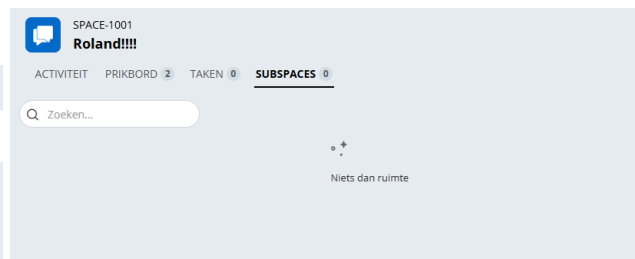 SPACE-1001
Roland!!!!
ACTIVITEIT PRIKBORD 2 TAKEN 0 SUBSPACES 0
Zoeken...
Niets dan ruimte